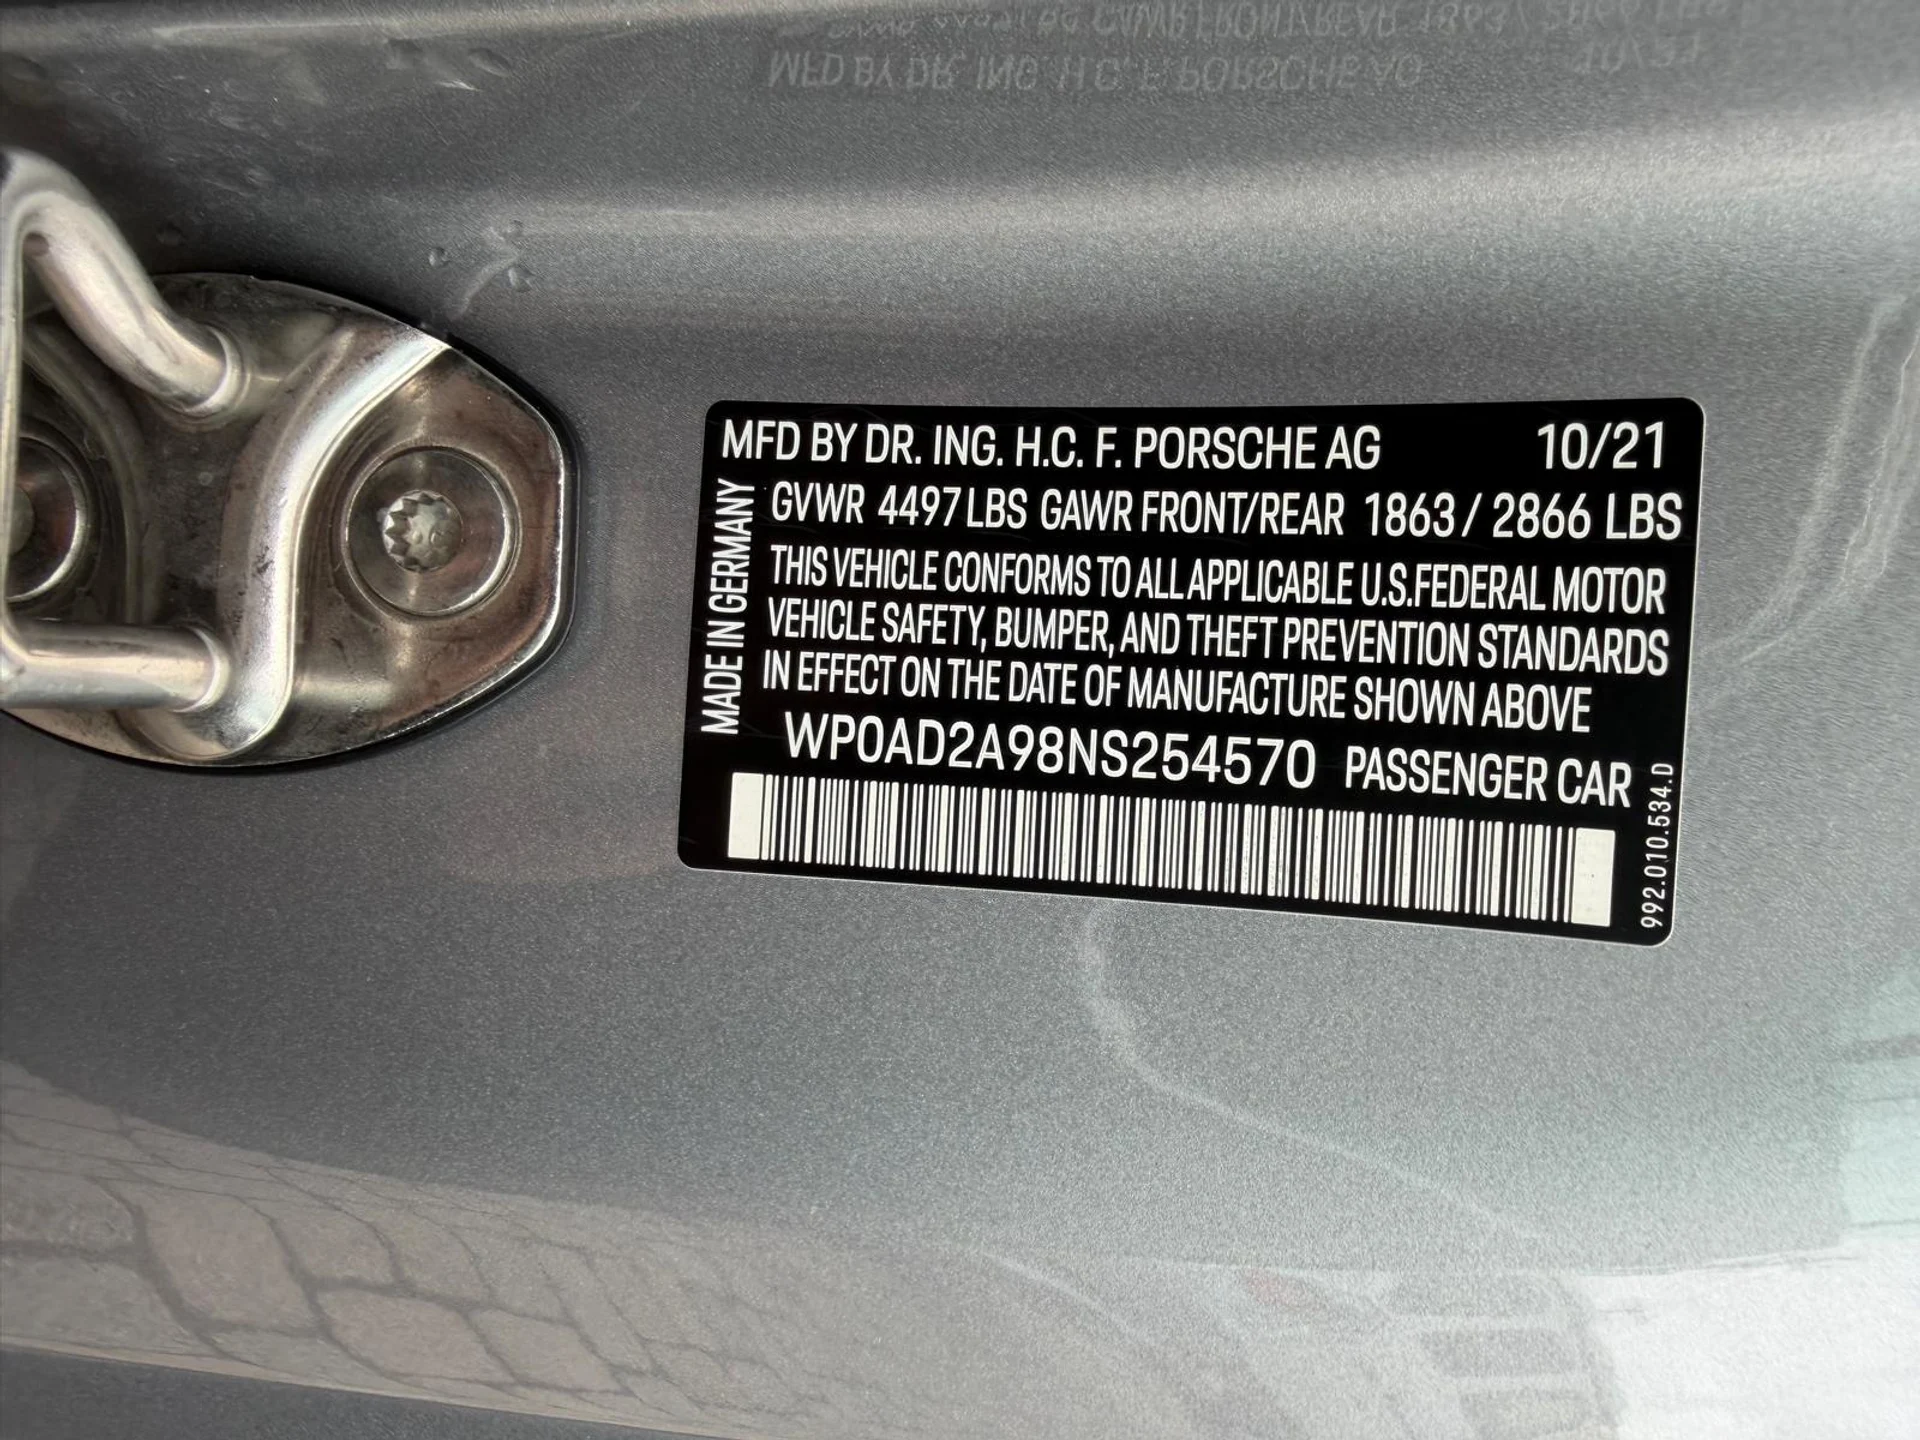 MFD BY DR. ING. H.C. F. PORSCHE AG 10/21
GVWR 4497 LBS GAWR FRONT/REAR 1863 / 2866 LBS
THIS VEHICLE CONFORMS TO ALL APPLICABLE U.S.FEDERAL MOTOR
VEHICLE SAFETY, BUMPER, AND THEFT PREVENTION STANDARDS
IN EFFECT ON THE DATE OF MANUFACTURE SHOWN ABOVE
WP0AD2A98NS254570 PASSENGER CAR
MADE IN GERMANY
992.010.534.D